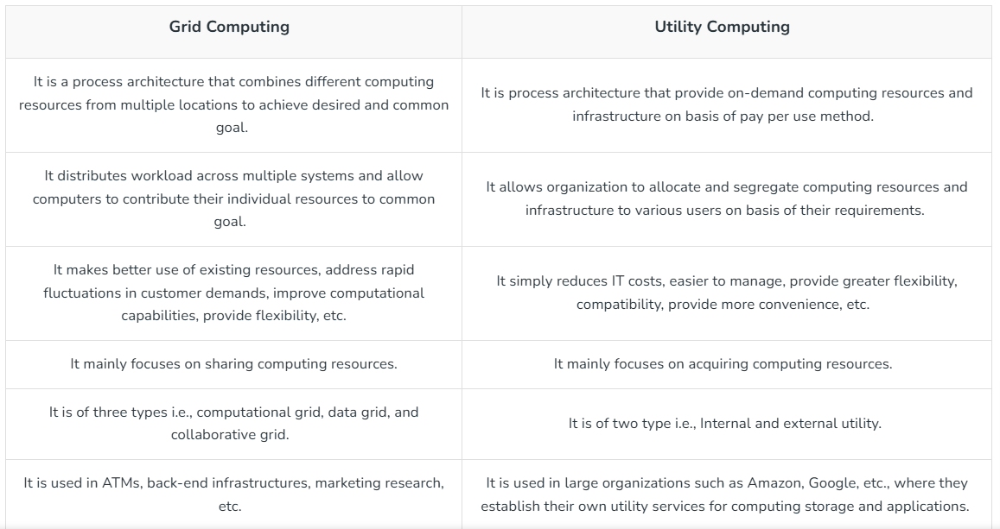 Grid Computing
Utility Computing
It is a process architecture that combines different computing
resources from multiple locations to achieve desired and common
goal.
It is process architecture that provide on-demand computing resources and
infrastructure on basis of pay per use method.
It distributes workload across multiple systems and allow
computers to contribute their individual resources to common
goal.
It allows organization to allocate and segregate computing resources and
infrastructure to various users on basis of their requirements.
It makes better use of existing resources, address rapid
fluctuations in customer demands, improve computational
capabilities, provide flexibility, etc.
It simply reduces IT costs, easier to manage, provide greater flexibility,
compatibility, provide more convenience, etc.
It mainly focuses on sharing computing resources.
It mainly focuses on acquiring computing resources.
It is of three types i.e., computational grid, data grid, and
collaborative grid.
It is of two type i.e., Internal and external utility.
It is used in ATMs, back-end infrastructures, marketing research,
etc.
It is used in large organizations such as Amazon, Google, etc., where they
establish their own utility services for computing storage and applications.